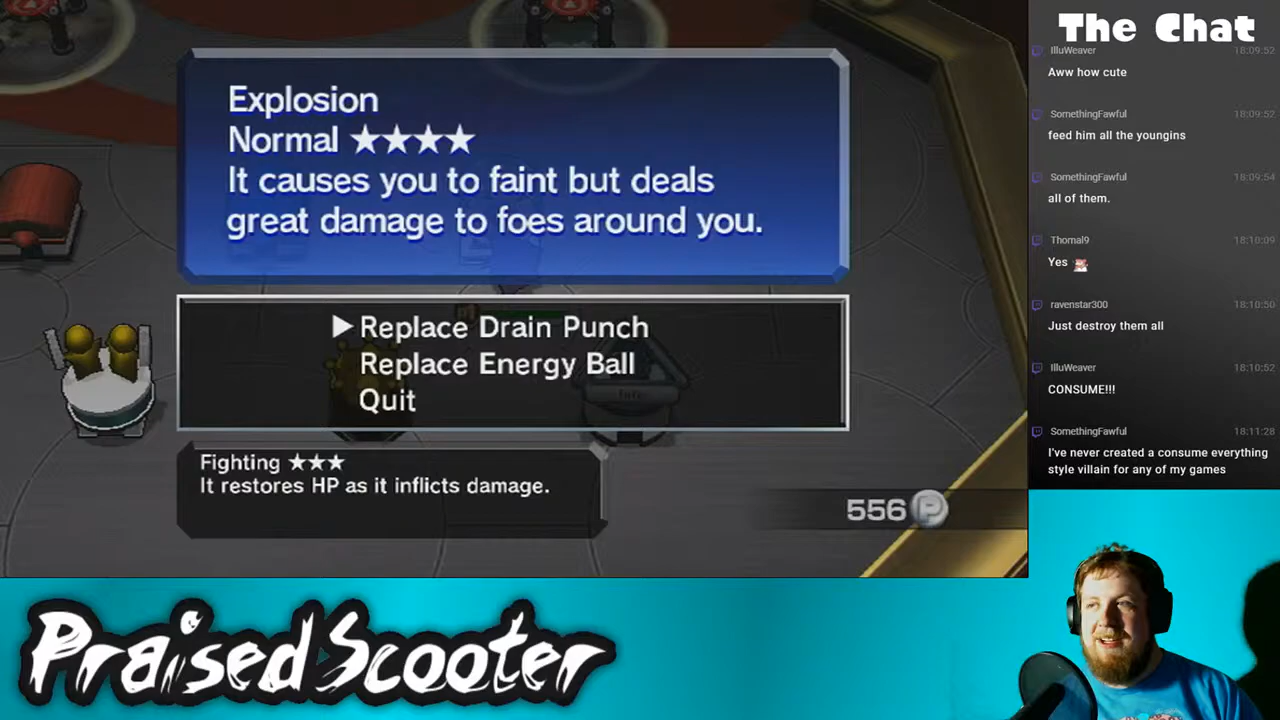 Explosion
Normal ★★★★
It causes you to faint but deals
great damage to foes around you.
▶Replace Drain Punch
Replace Energy Ball
Quit
Fighting ★★★
It restores HP as it inflicts damage.
556 P
The Chat
IlluWeaver 18:09:52
Aww how cute
SomethingFawful 18:09:52
feed him all the youngins
SomethingFawful 18:09:54
all of them.
Thomal9 18:10:09
Yes
ravenstar300 18:10:50
Just destroy them all
IlluWeaver 18:10:52
CONSUME!!!
SomethingFawful 18:11:28
I've never created a consume everything
style villain for any of my games
PraisedScooter